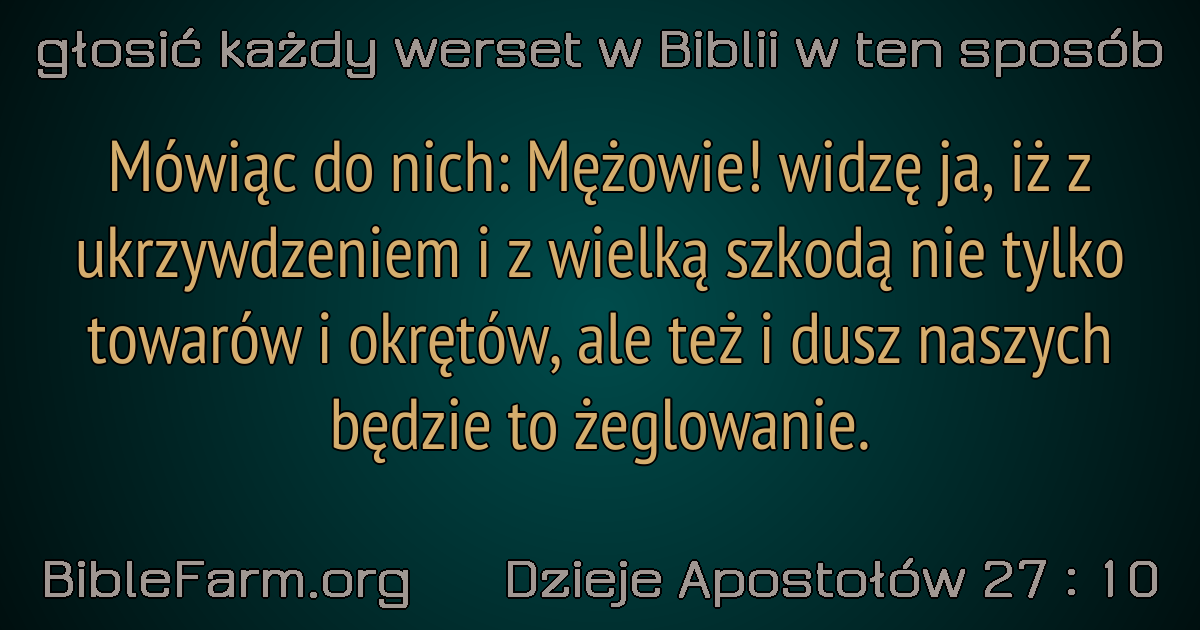 głosić każdy werset w Biblii w ten sposób
Mówiąc do nich: Mężowie! widzę ja, iż z
ukrzywdzeniem i z wielką szkodą nie tylko
towarów i okrętów, ale też i dusz naszych
będzie to żeglowanie.
BibleFarm.org
Dzieje Apostołów 27 : 10